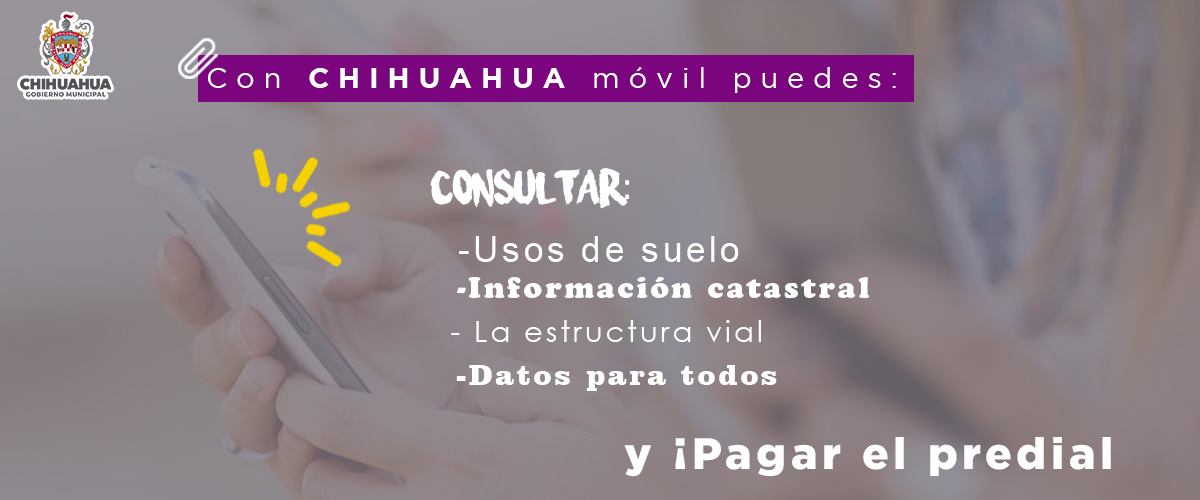 CHIHUAHUA
GOBIERNO MUNICIPAL
Con CHIHUAHUA móvil puedes:
CONSULTAR:
-Usos de suelo
-Información catastral
- La estructura vial
-Datos para todos
y ¡Pagar el predial